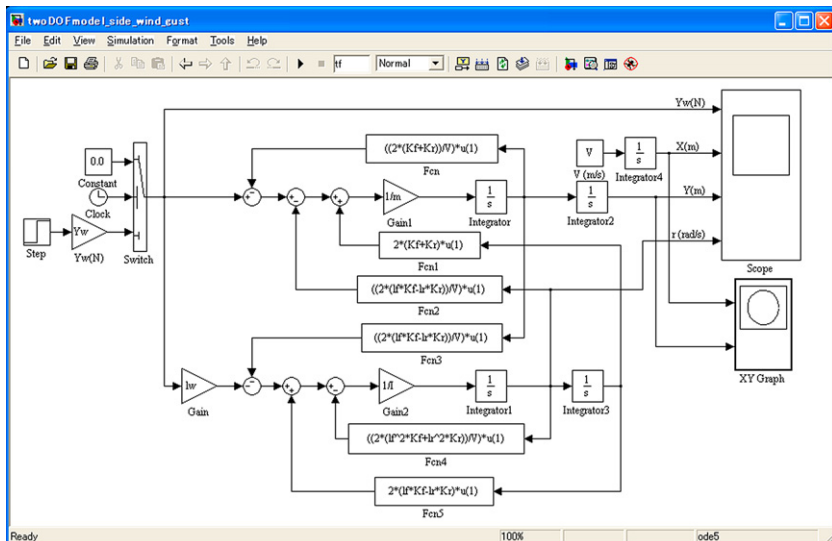 twoDOFmodel_side_wind_gust
File Edit View Simulation Format Tools Help
tf Normal
Yw(N)
((2*(Kf+Kr))/V)*u(1)
Fcn
0.0
Constant
V
V (m/s)
1
s
Integrator4
X(m)
Clock
1/m
Gain1
1
s
Integrator
1
s
Integrator2
Y(m)
Step
Yw
Yw(N)
Switch
2*(Kf+Kr)*u(1)
Fcn1
r (rad/s)
Scope
((2*(lf*Kf-lr*Kr))/V)*u(1)
Fcn2
((2*(lf*Kf-lr*Kr))/V)*u(1)
Fcn3
XY Graph
lw
Gain
1/I
Gain2
1
s
Integrator1
1
s
Integrator3
((2*(lf^2*Kf+lr^2*Kr))/V)*u(1)
Fcn4
2*(lf*Kf-lr*Kr)*u(1)
Fcn5
Ready 100% ode5